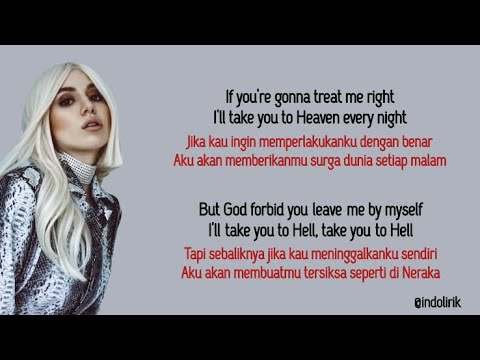 If you're gonna treat me right
I'll take you to Heaven every night
Jika kau ingin memperlakukanku dengan benar
Aku akan memberikanmu surga dunia setiap malam
But God forbid you leave me by myself
I'll take you to Hell, take you to Hell
Tapi sebaliknya jika kau meninggalkanku sendiri
Aku akan membuatmu tersiksa seperti di Neraka
@indolirik